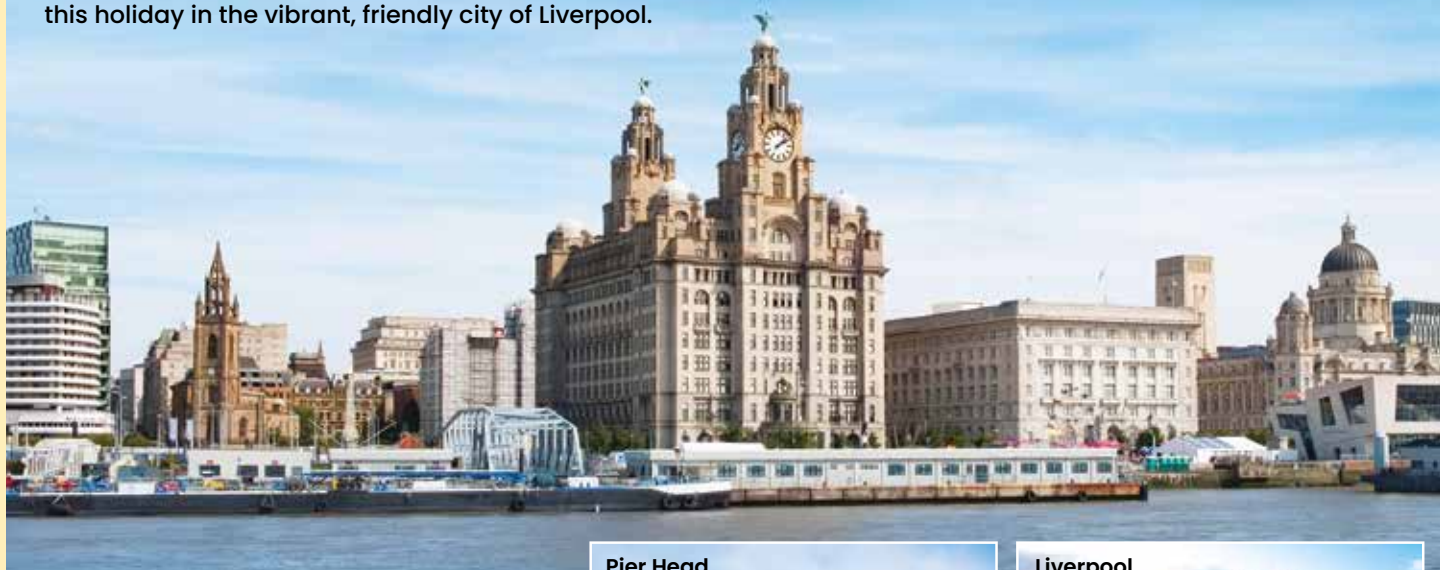 this holiday in the vibrant, friendly city of Liverpool.
Pier Head
Liverpool